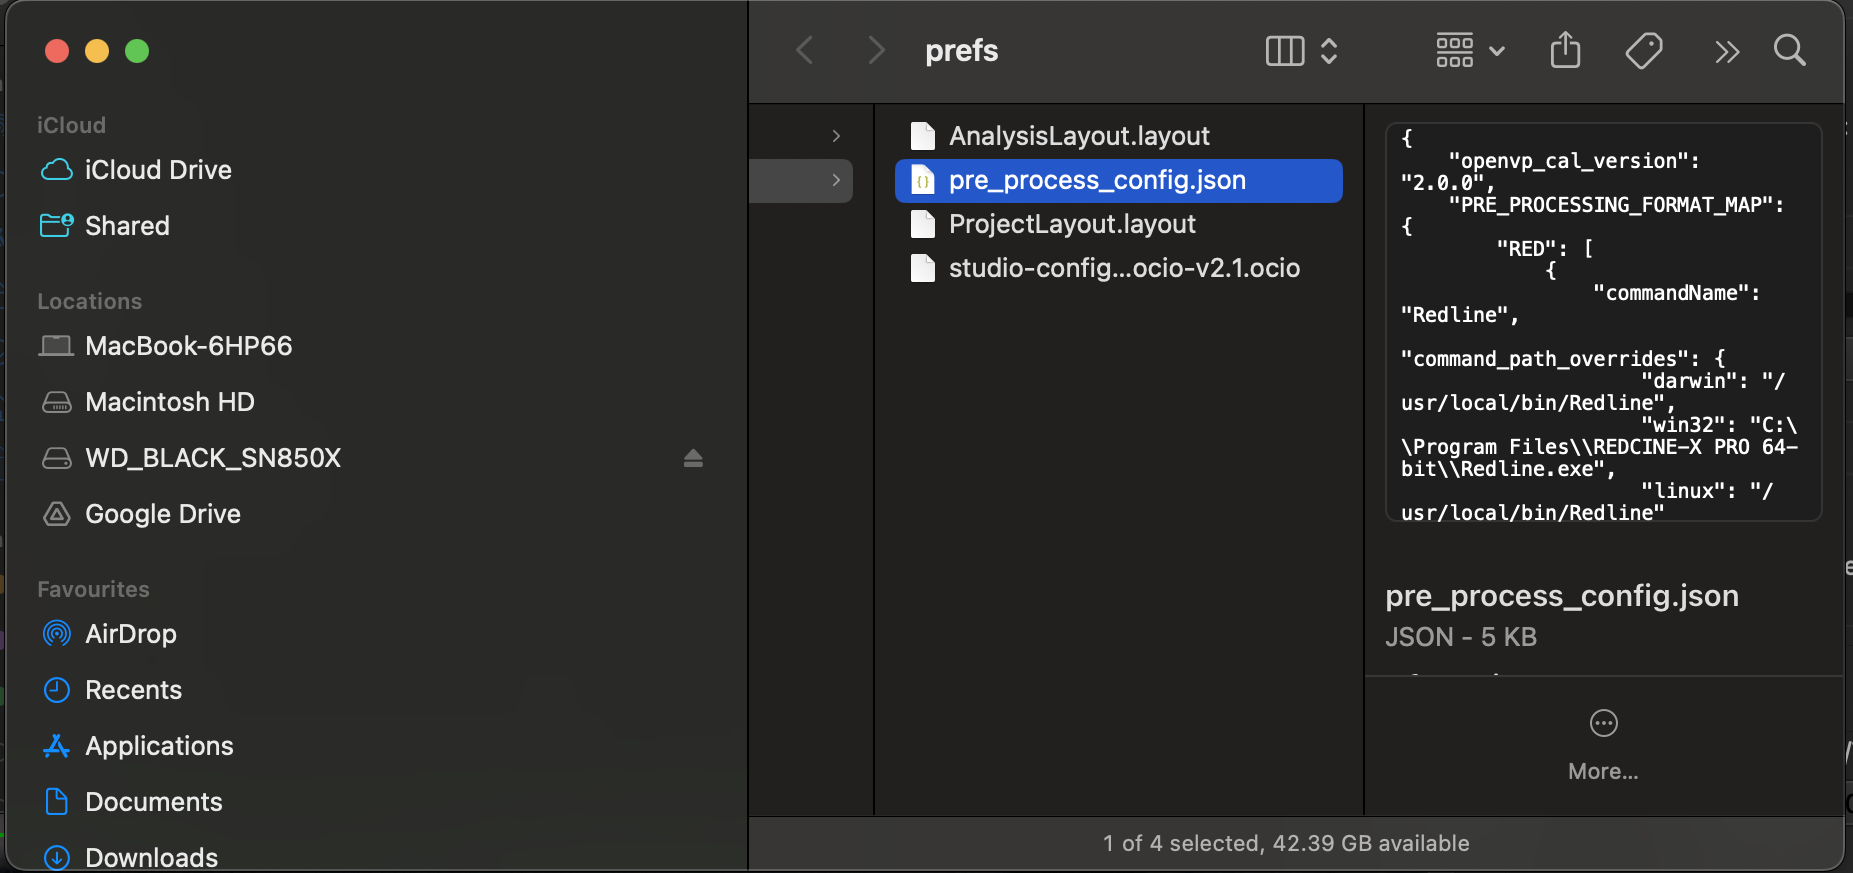 prefs
iCloud
iCloud Drive
Shared
Locations
MacBook-6HP66
Macintosh HD
WD_BLACK_SN850X
Google Drive
Favourites
AirDrop
Recents
Applications
Documents
Downloads
AnalysisLayout.layout
pre_process_config.json
ProjectLayout.layout
studio-config...ocio-v2.1.ocio
{
"openvp_cal_version":
"2.0.0",
"PRE_PROCESSING_FORMAT_MAP":
{
"RED": [
{
"commandName":
"Redline",
"command_path_overrides": {
"darwin": "/
usr/local/bin/Redline",
"win32": "C:\
\Program Files\\REDCINE-X PRO 64-
bit\\Redline.exe",
"linux": "/
usr/local/bin/Redline"
pre_process_config.json
JSON - 5 KB
More...
1 of 4 selected, 42.39 GB available